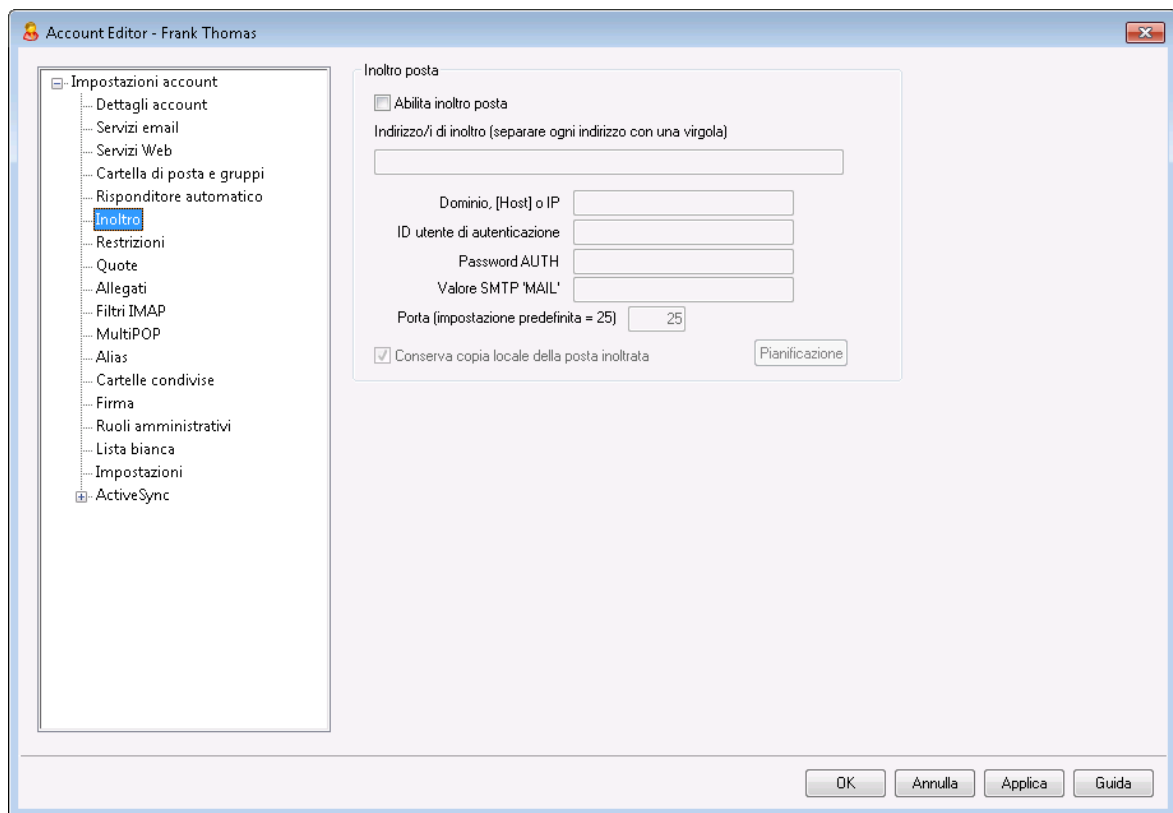 Account Editor - Frank Thomas
Impostazioni account
Dettagli account
Servizi email
Servizi Web
Cartella di posta e gruppi
Risponditore automatico
Inoltro
Restrizioni
Quote
Allegati
Filtri IMAP
MultiPOP
Alias
Cartelle condivise
Firma
Ruoli amministrativi
Lista bianca
Impostazioni
ActiveSync
Inoltro posta
Abilita inoltro posta
Indirizzo/i di inoltro (separare ogni indirizzo con una virgola)
Dominio, [Host] o IP
ID utente di autenticazione
Password AUTH
Valore SMTP 'MAIL'
Porta (impostazione predefinita = 25) 25
Conserva copia locale della posta inoltrata Pianificazione
OK Annulla Applica Guida